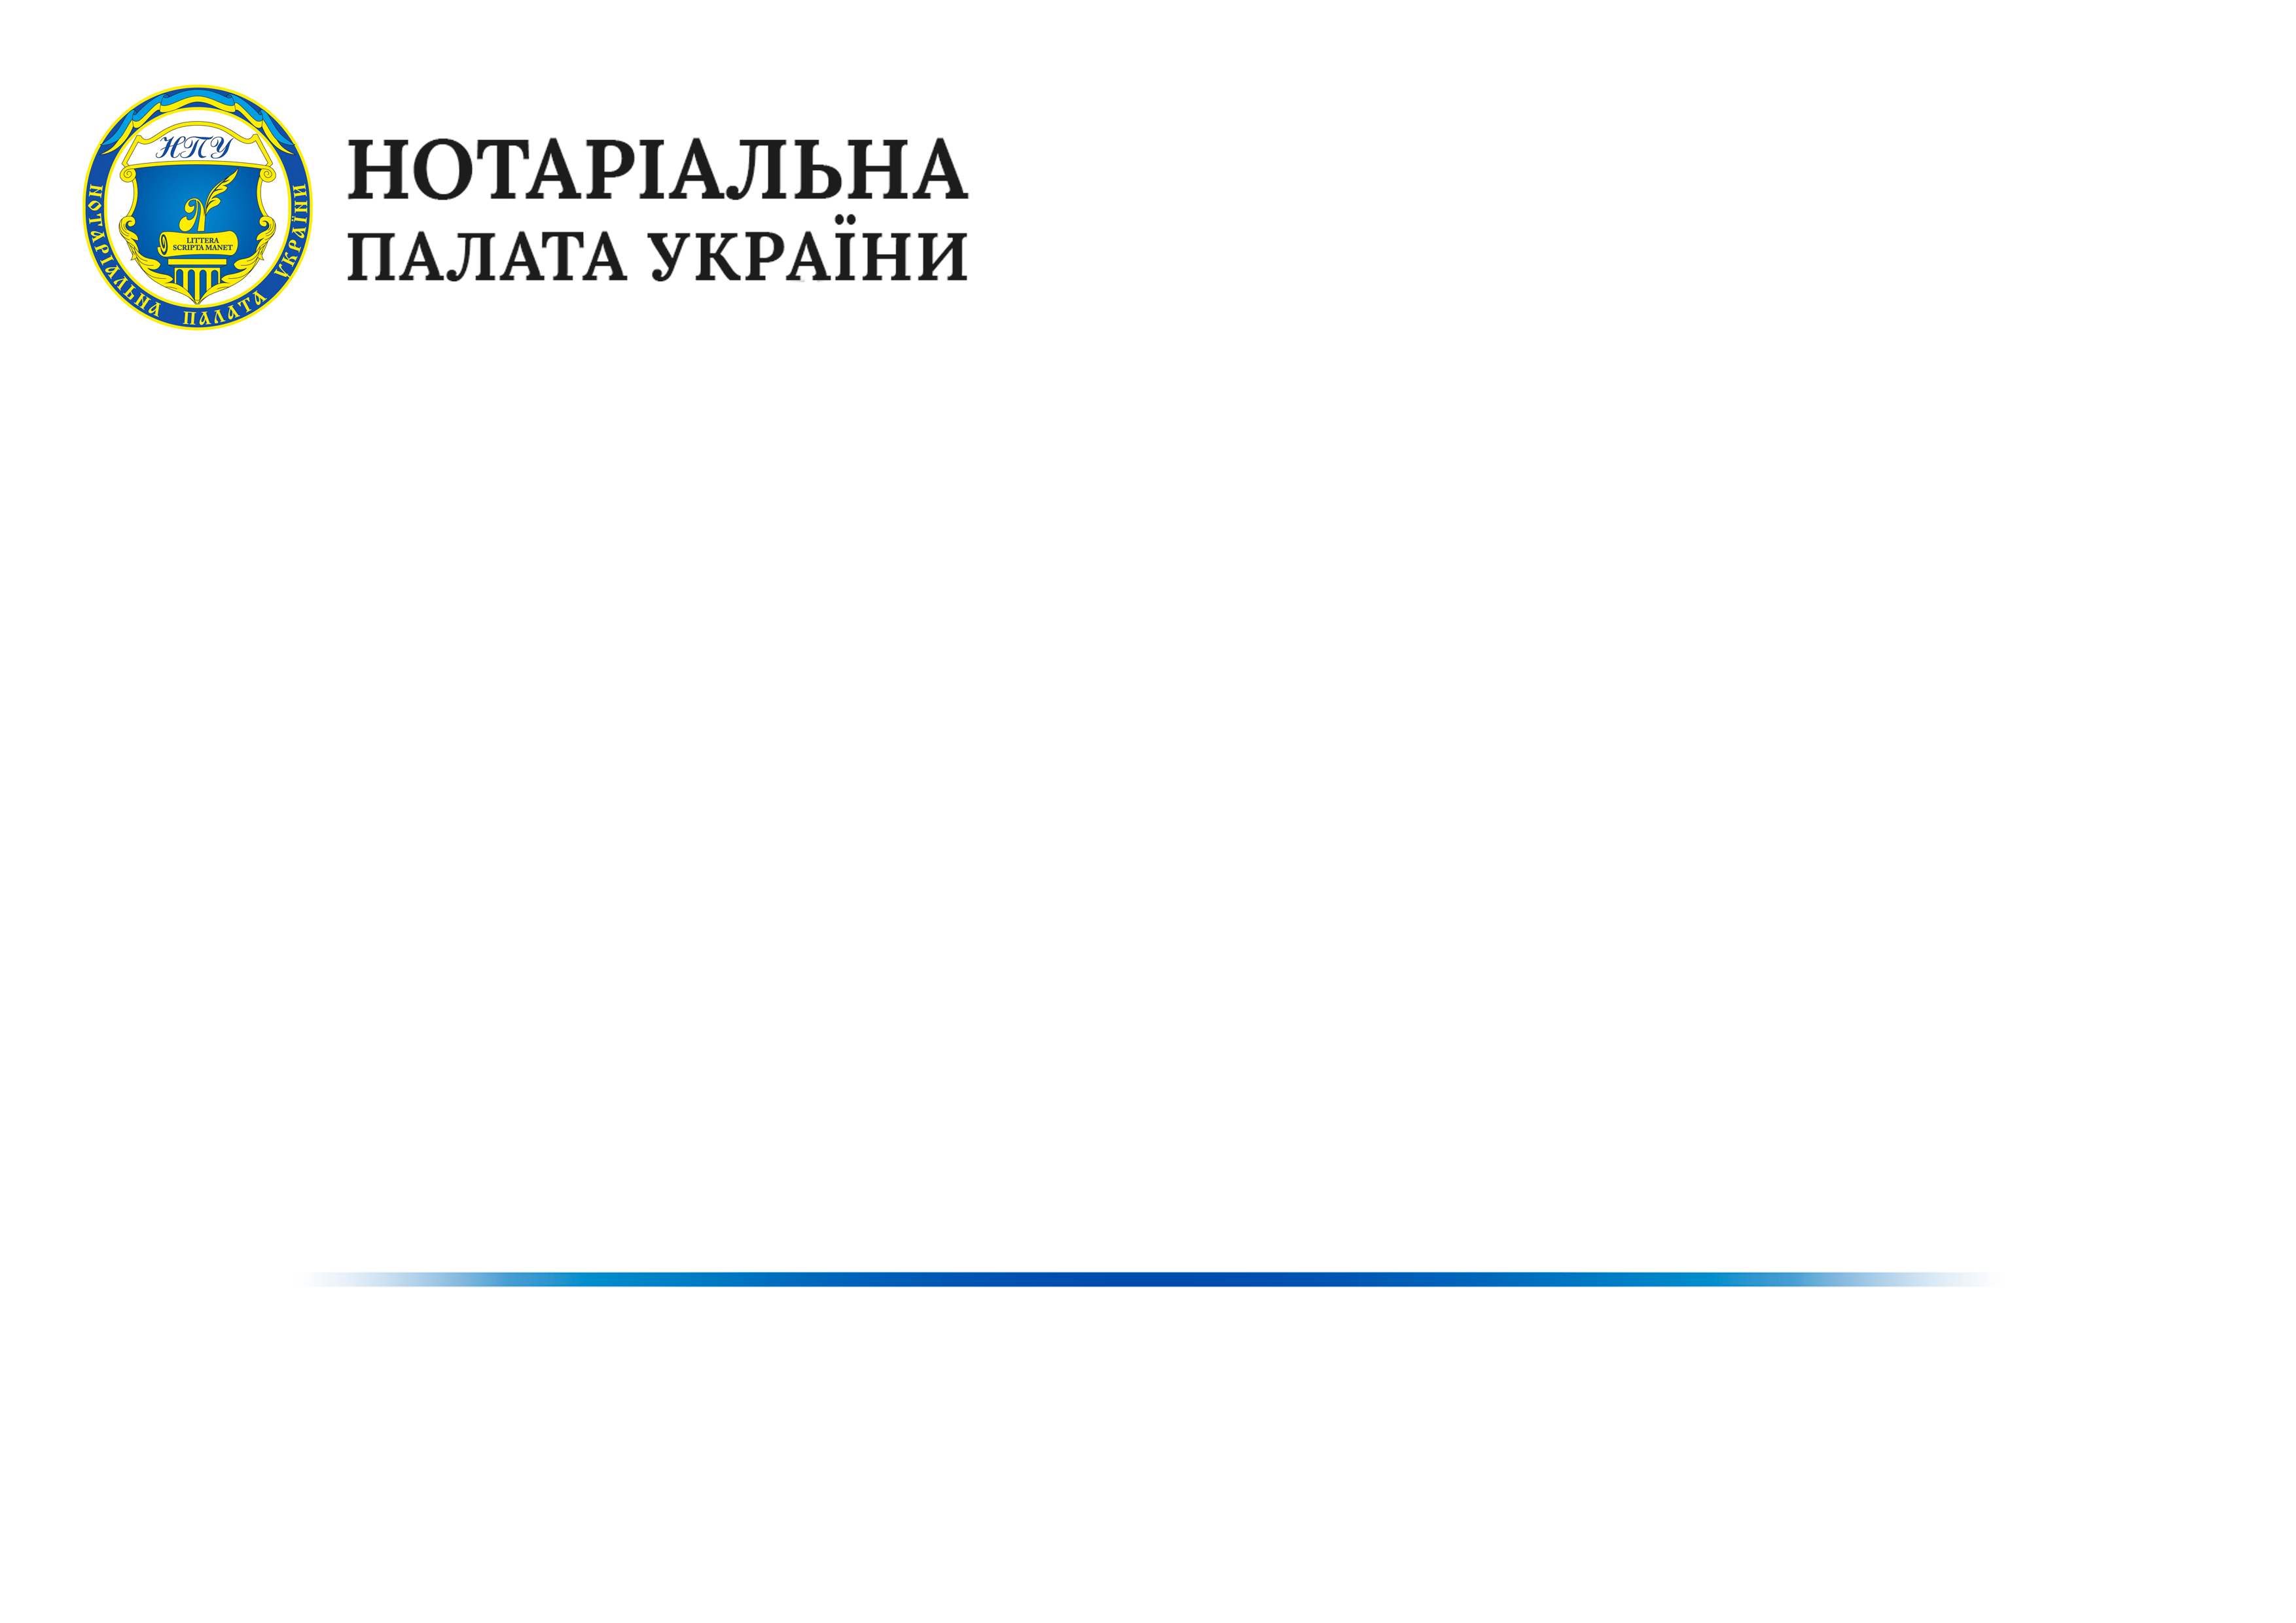 НПУ
LITTERA
SCRIPTA MANET
НОТАРІАЛЬНА ПАЛАТА УКРАЇНИ
НОТАРІАЛЬНА
ПАЛАТА УКРАЇНИ